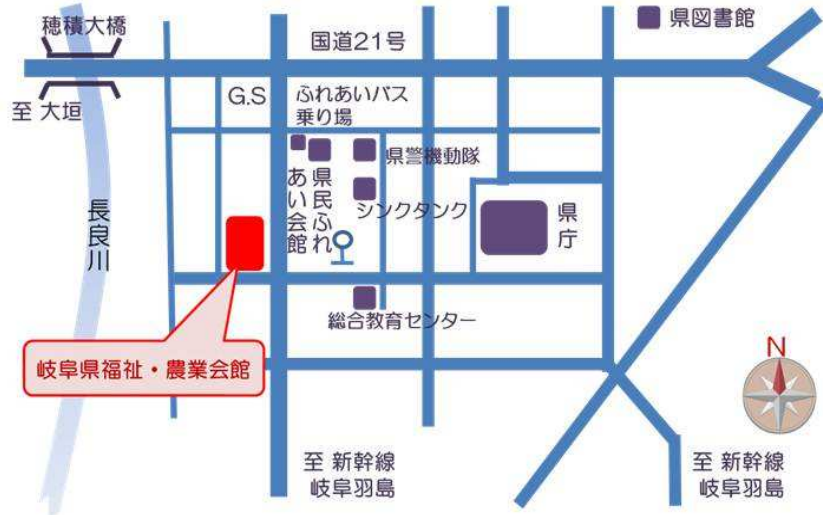 穂積大橋
国道21号
県図書館
至 大垣
G.S
ふれあいバス
乗り場
県警機動隊
県民ふれ
あい会館
シンクタンク
県庁
長良川
総合教育センター
岐阜県福祉・農業会館
N
至 新幹線
岐阜羽島
至 新幹線
岐阜羽島